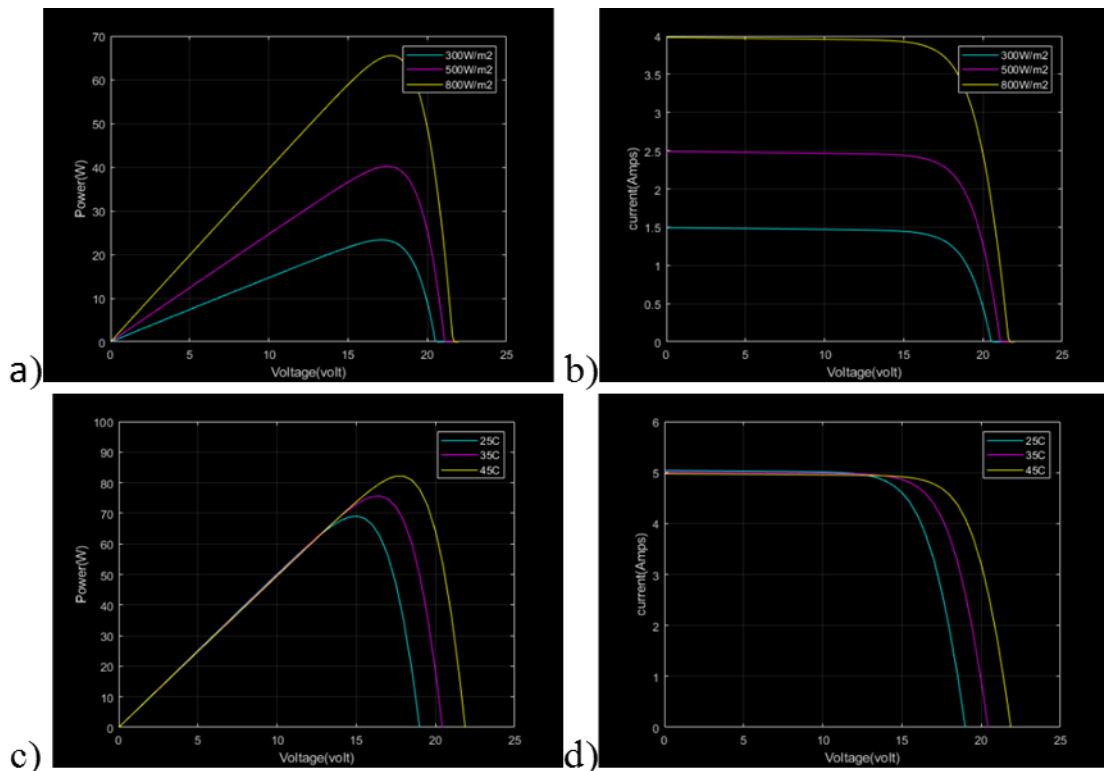 a)
70
60
50
40
30
20
10
0
Power(W)
0 5 10 15 20 25
Voltage(volt)
300W/m2
500W/m2
800W/m2
b)
4
3.5
3
2.5
2
1.5
1
0.5
0
current(Amps)
0 5 10 15 20 25
Voltage(volt)
300W/m2
500W/m2
800W/m2
c)
100
90
80
70
60
50
40
30
20
10
0
Power(W)
0 5 10 15 20 25
Voltage(volt)
25C
35C
45C
d)
6
5
4
3
2
1
0
current(Amps)
0 5 10 15 20 25
Voltage(volt)
25C
35C
45C